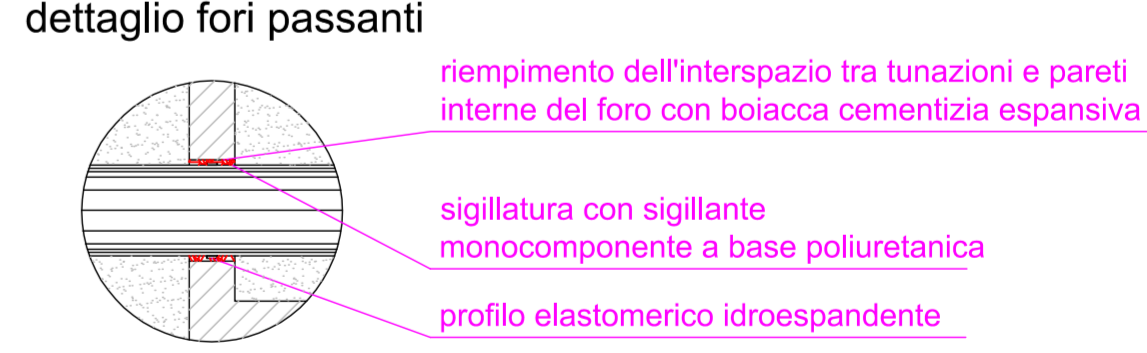 dettaglio fori passanti
riempimento dell'interspazio tra tunazioni e pareti
interne del foro con boiacca cementizia espansiva
sigillatura con sigillante
monocomponente a base poliuretanica
profilo elastomerico idroespandente